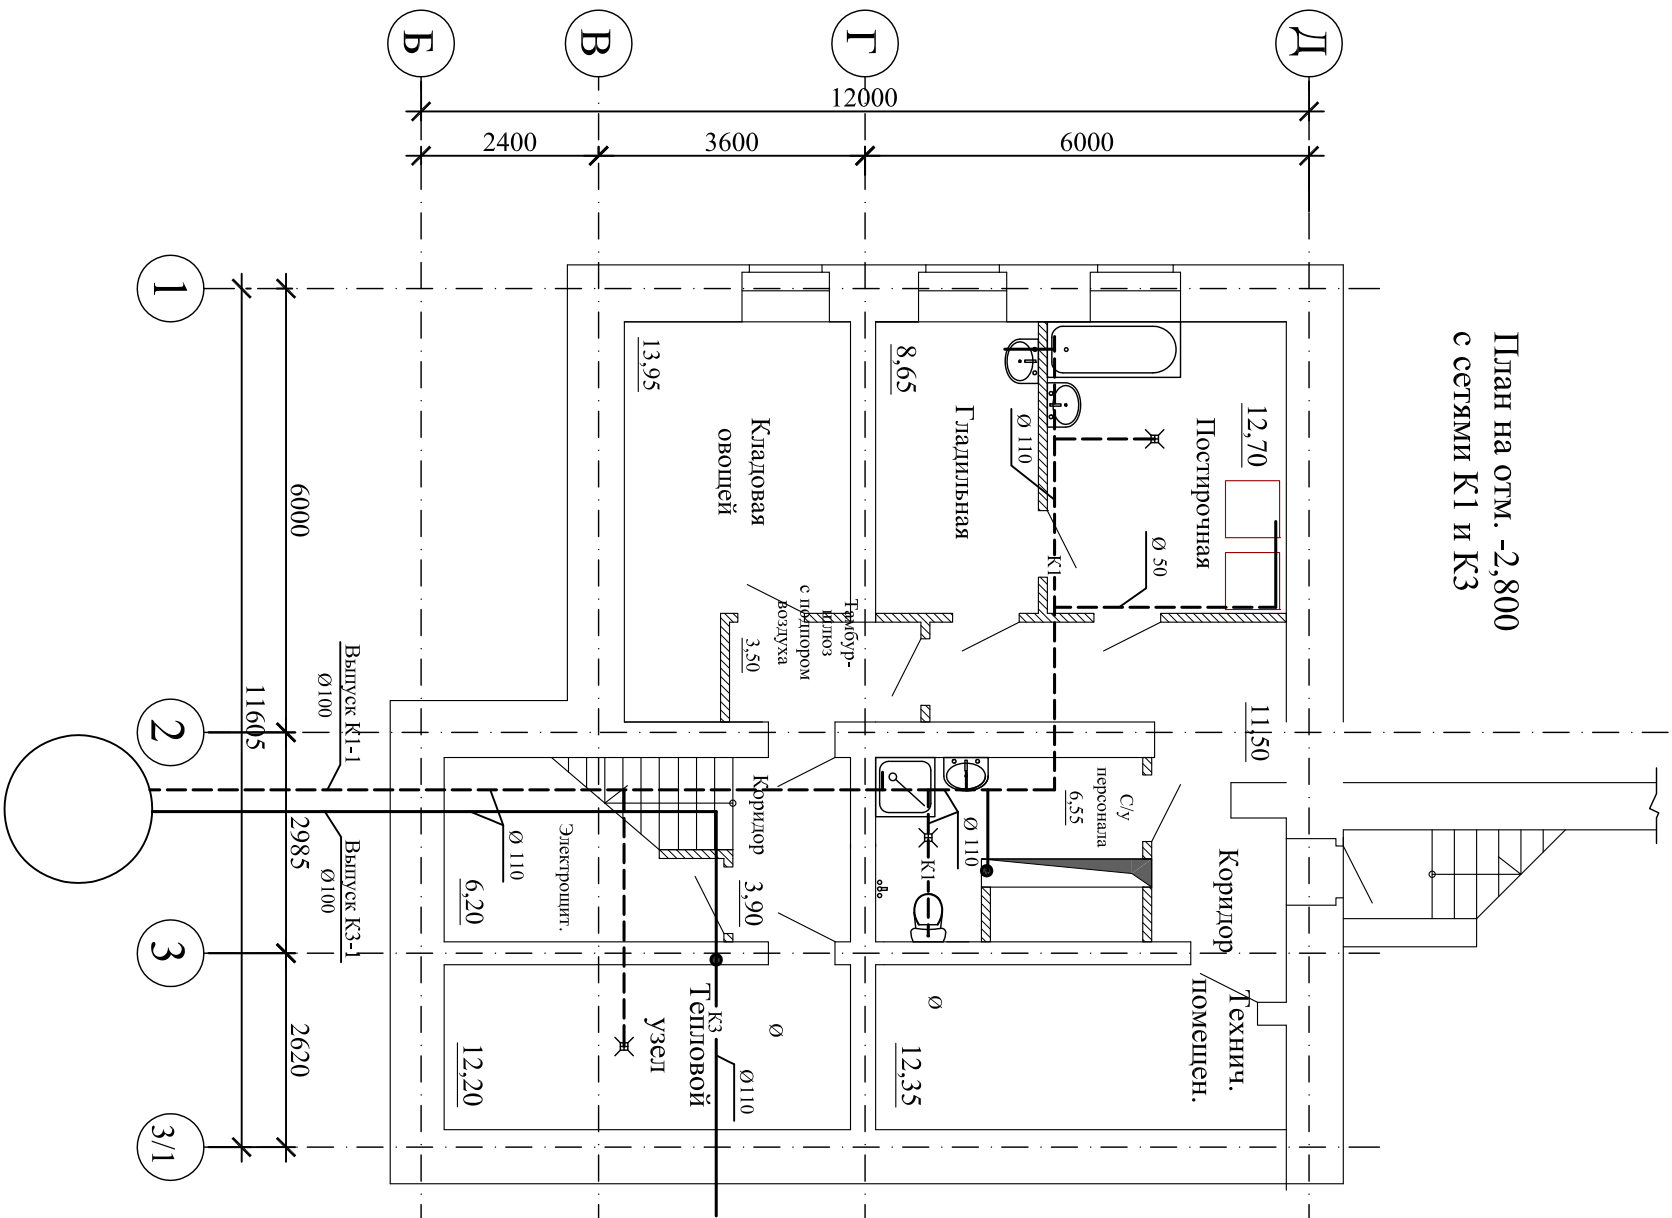 План на отм. -2,800
с сетями К1 и К3
Б
В
Г
Д
12000
2400
3600
6000
1
2
3
3/1
6000
2985
2620
11605
13,95
Кладовая
овощей
8,65
Гладильная
12,70
Постирочная
Ø 110
Ø 50
К1
Тамбур-
шлюз
с подпором
воздуха
3,50
11,50
Коридор
С/у
персонала
6,55
Ø 110
К1
Коридор
3,90
Электрощит.
6,20
Ø 110
Выпуск К1-1
Ø100
Выпуск К3-1
Ø100
Тепловой
узел
12,20
К3
Ø110
Ø
Ø
Технич.
помещен.
12,35